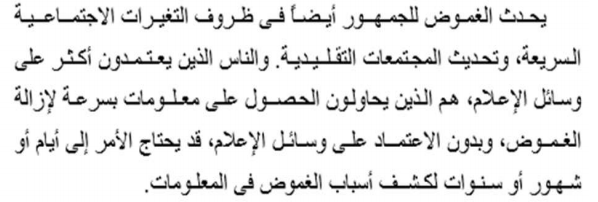 يحدث الغموض للجمهور أيضاً فى ظروف التغيرات الاجتماعية
السريعة، وتحديث المجتمعات التقليدية. والناس الذين يعتمدون أكثر على
وسائل الإعلام، هم الذين يحاولون الحصول على معلومات بسرعة لإزالة
الغموض، وبدون الاعتماد على وسائل الإعلام، قد يحتاج الأمر إلى أيام أو
شهور أو سنوات لكشف أسباب الغموض فى المعلومات.